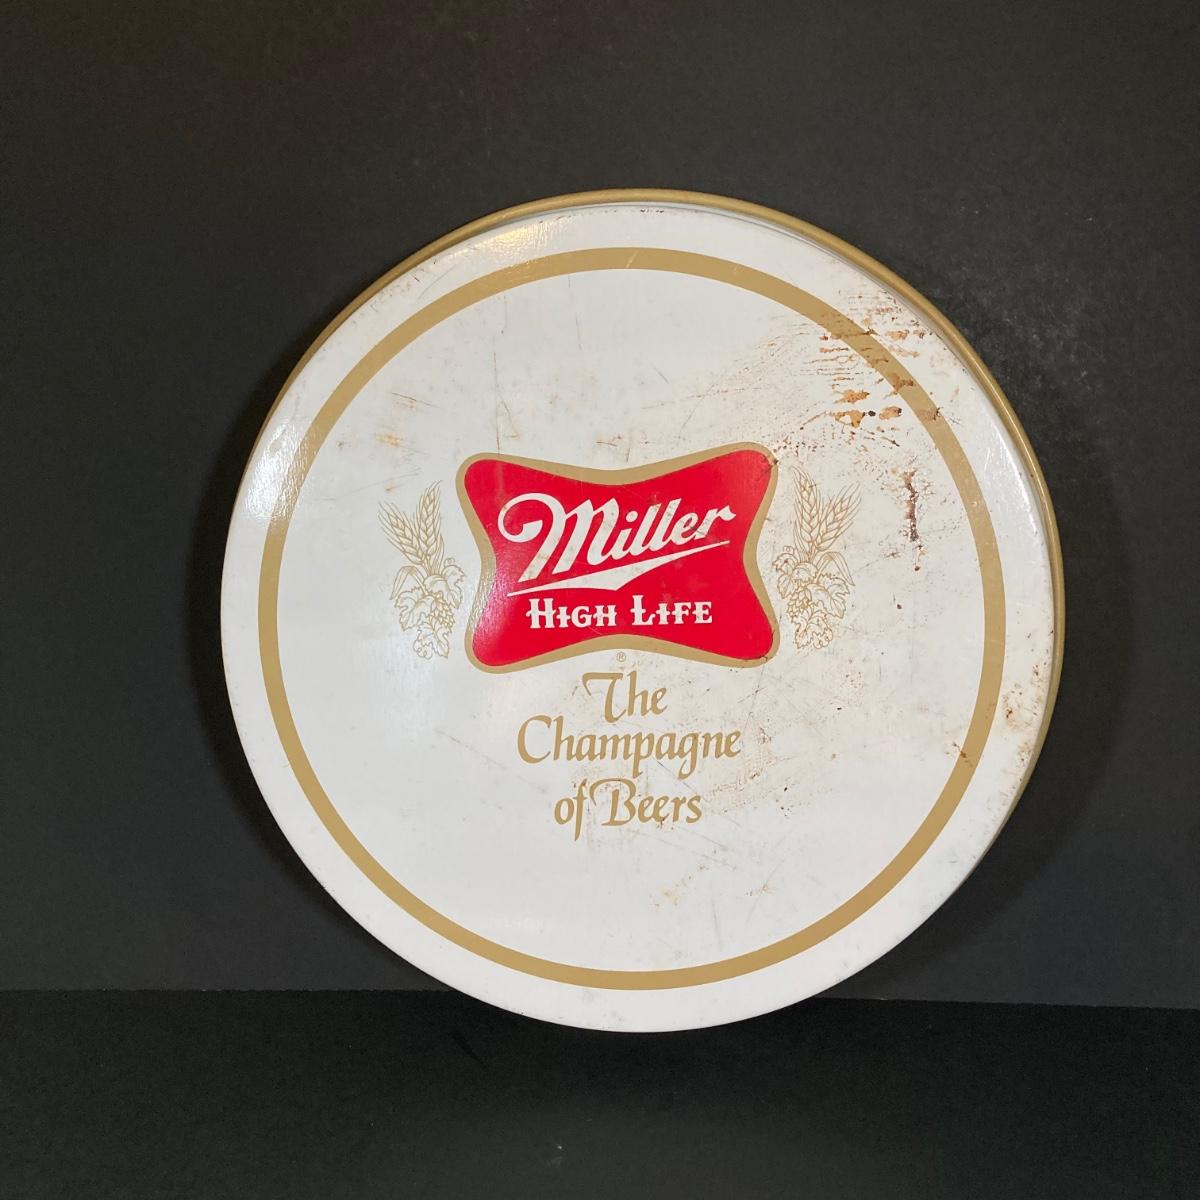 Miller
HIGH LIFE
®
The
Champagne
of Beers